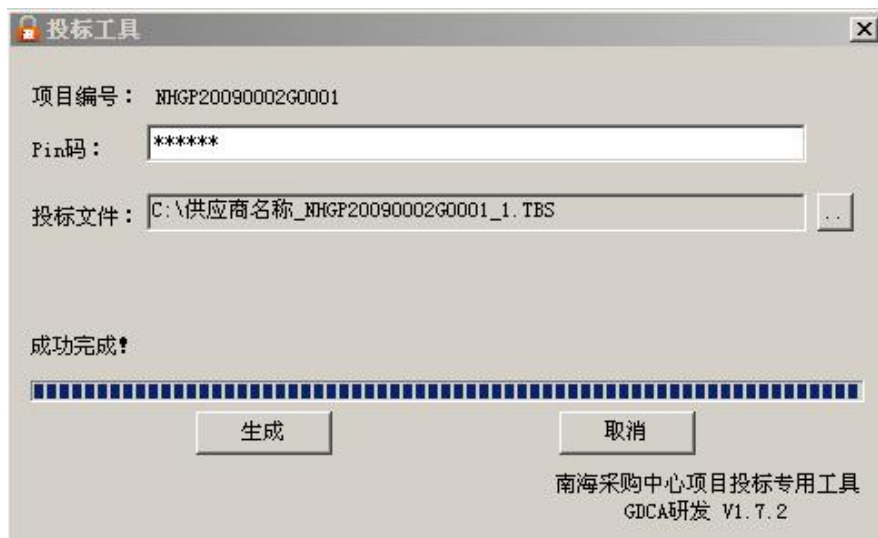 投标工具
项目编号： NHGP20090002G0001
Pin码： ******
投标文件： C:\供应商名称_NHGP20090002G0001_1.TBS ..
成功完成!
生成 取消
南海采购中心项目投标专用工具
GDCA研发 V1.7.2